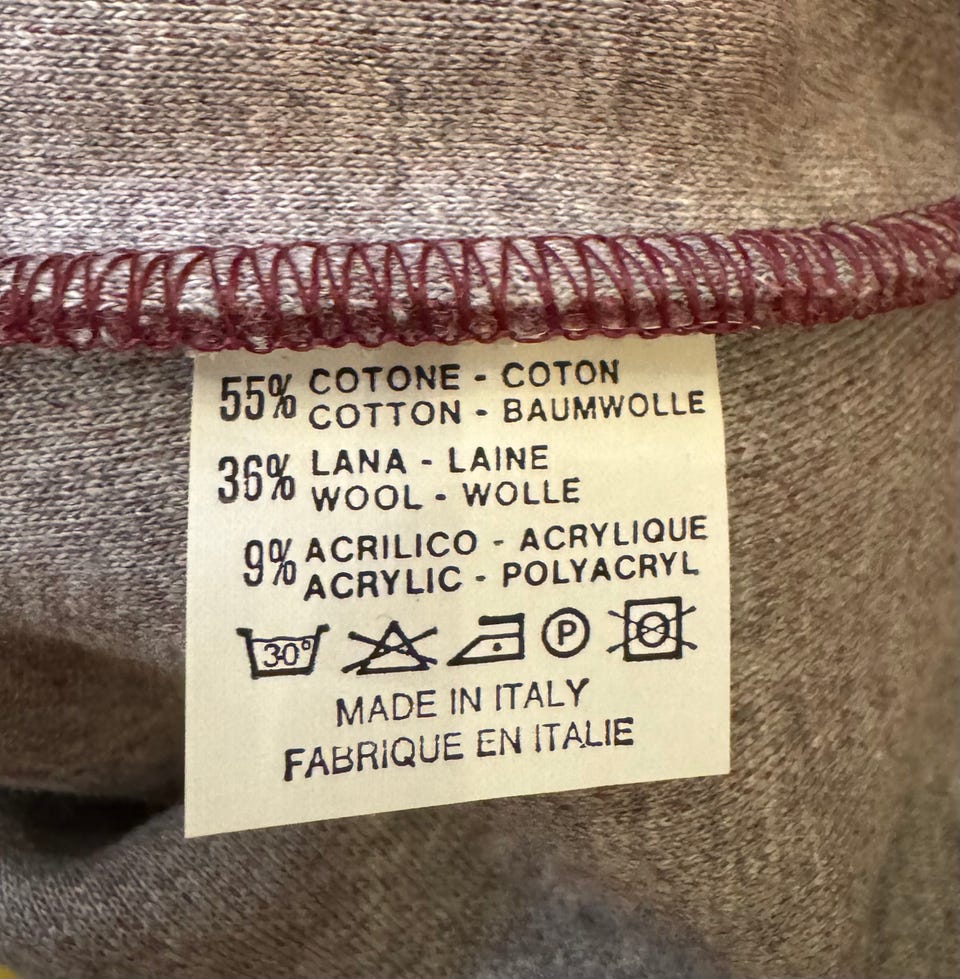 55% COTONE - COTON
COTTON - BAUMWOLLE
36% LANA - LAINE
WOOL - WOLLE
9% ACRILICO - ACRYLIQUE
ACRYLIC - POLYACRYL
30° P
MADE IN ITALY
FABRIQUE EN ITALIE